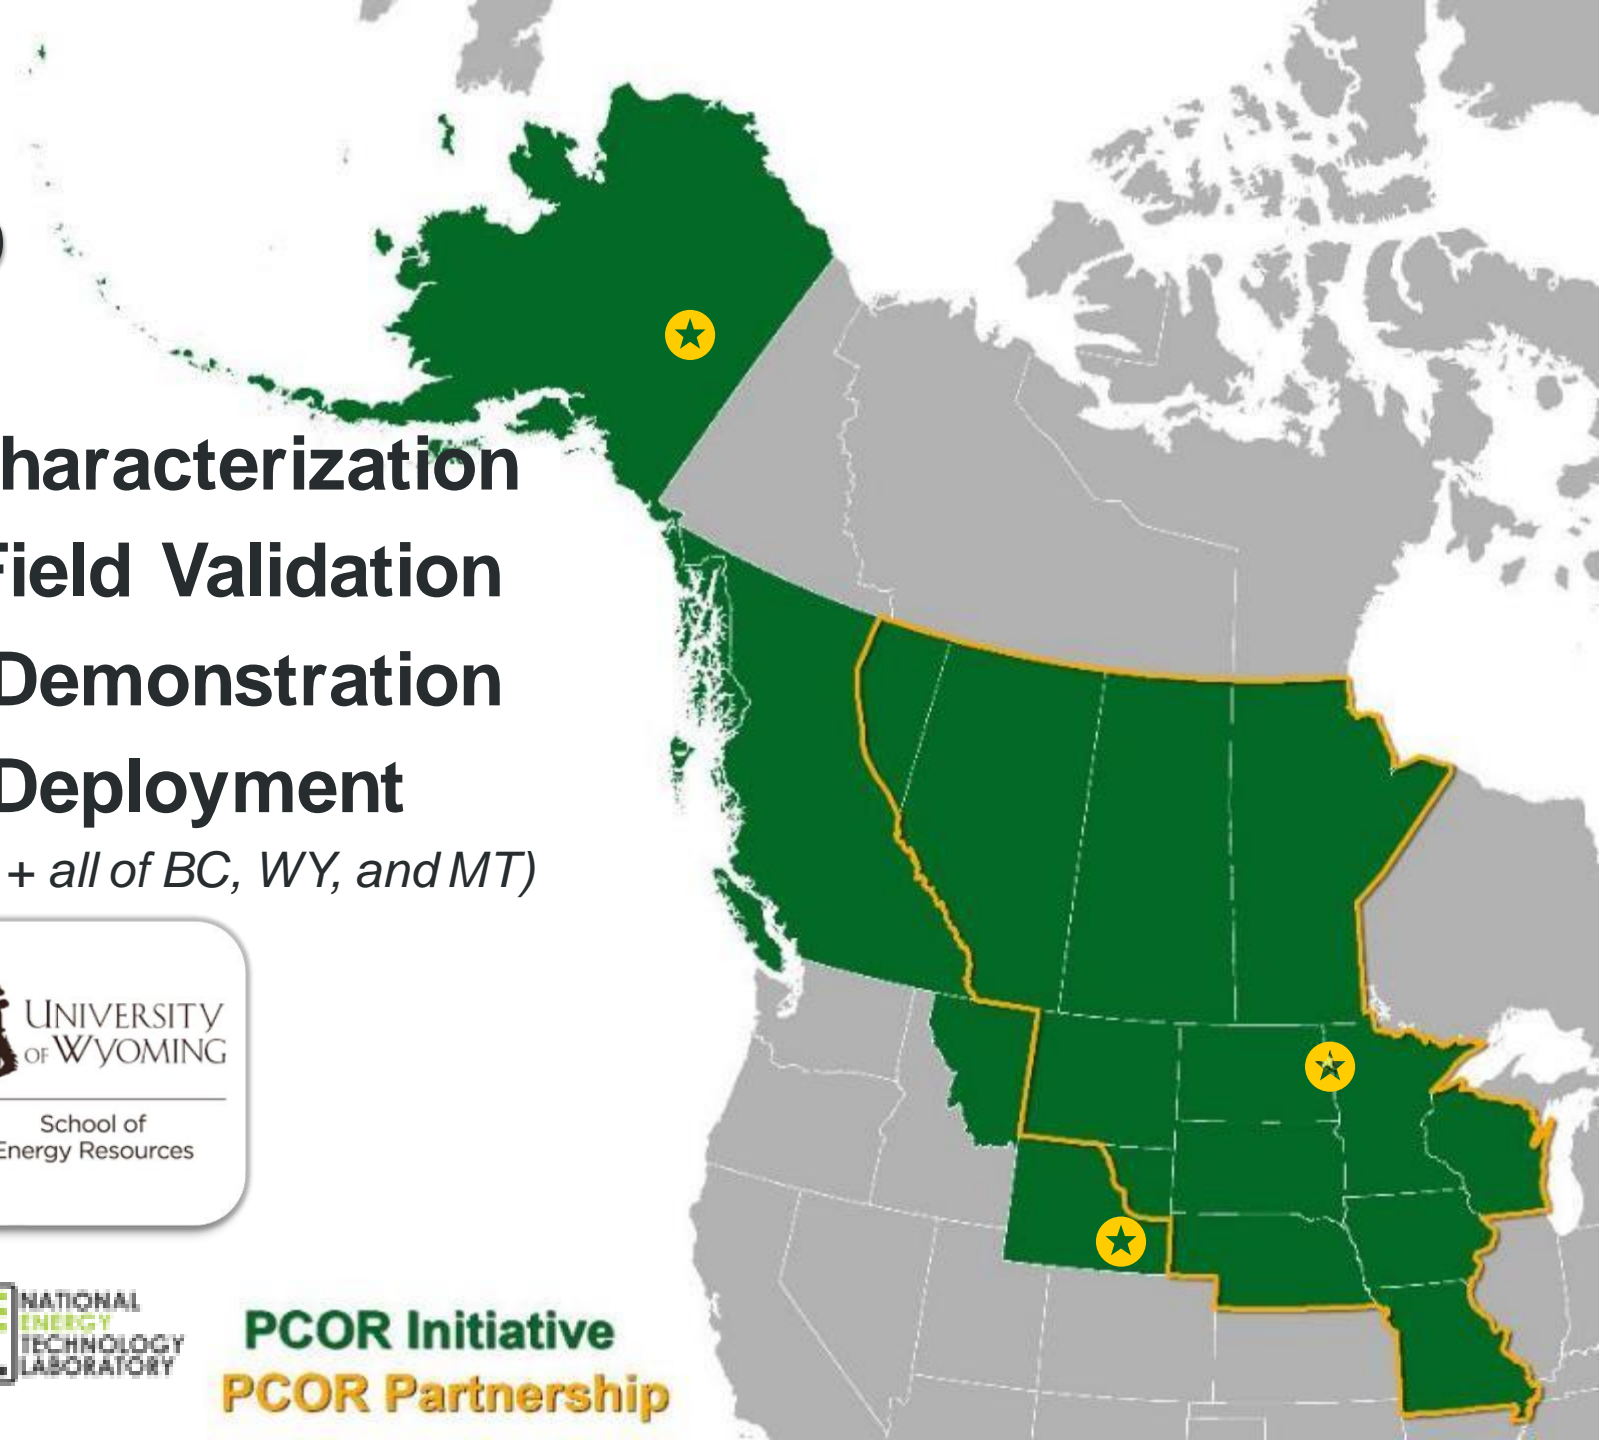 haracterization
Field Validation
Demonstration
Deployment
+ all of BC, WY, and MT)
UNIVERSITY
OF WYOMING
School of
Energy Resources
NATIONAL
ENERGY
TECHNOLOGY
LABORATORY
PCOR Initiative
PCOR Partnership